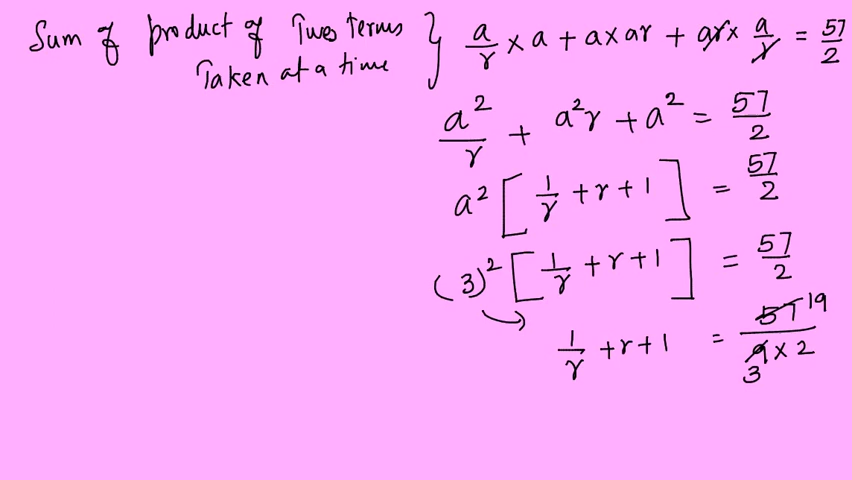 Sum of product of Two terms } a/r × a + a × ar + ar × a/r = 57/2
Taken at a time
a²/r + a²r + a² = 57/2
a² [ 1/r + r + 1 ] = 57/2
(3)² [ 1/r + r + 1 ] = 57/2
1/r + r + 1 = 57 19 / 9 × 2
3